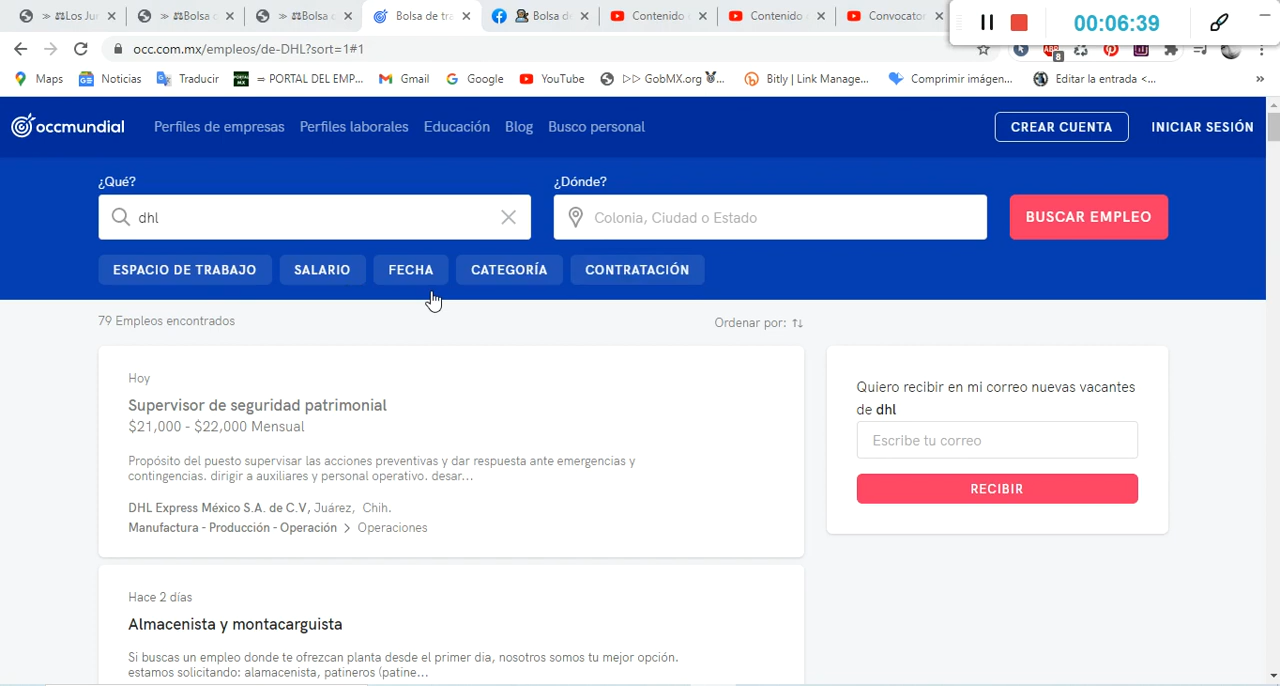 » ⚖Los Ju
» ⚖Bolsa d
» ⚖Bolsa d
Bolsa de tra
Bolsa de
Contenido
Contenido
Convocator
00:06:39
occ.com.mx/empleos/de-DHL?sort=1#1
8
Maps
Noticias
Traducir
= PORTAL DEL EMP...
Gmail
Google
YouTube
▷▷ GobMX.org
Bitly | Link Manage...
Comprimir imágen...
Editar la entrada <...
»
occmundial
Perfiles de empresas
Perfiles laborales
Educación
Blog
Busco personal
CREAR CUENTA
INICIAR SESIÓN
¿Qué?
¿Dónde?
dhl
Colonia, Ciudad o Estado
BUSCAR EMPLEO
ESPACIO DE TRABAJO
SALARIO
FECHA
CATEGORÍA
CONTRATACIÓN
79 Empleos encontrados
Ordenar por:
Hoy
Supervisor de seguridad patrimonial
$21,000 - $22,000 Mensual
Propósito del puesto supervisar las acciones preventivas y dar respuesta ante emergencias y
contingencias. dirigir a auxiliares y personal operativo. desar...
DHL Express México S.A. de C.V, Juárez, Chih.
Manufactura - Producción - Operación > Operaciones
Quiero recibir en mi correo nuevas vacantes
de dhl
Escribe tu correo
RECIBIR
Hace 2 días
Almacenista y montacarguista
Si buscas un empleo donde te ofrezcan planta desde el primer dia, nosotros somos tu mejor opción.
estamos solicitando: alamacenista, patineros (patine...